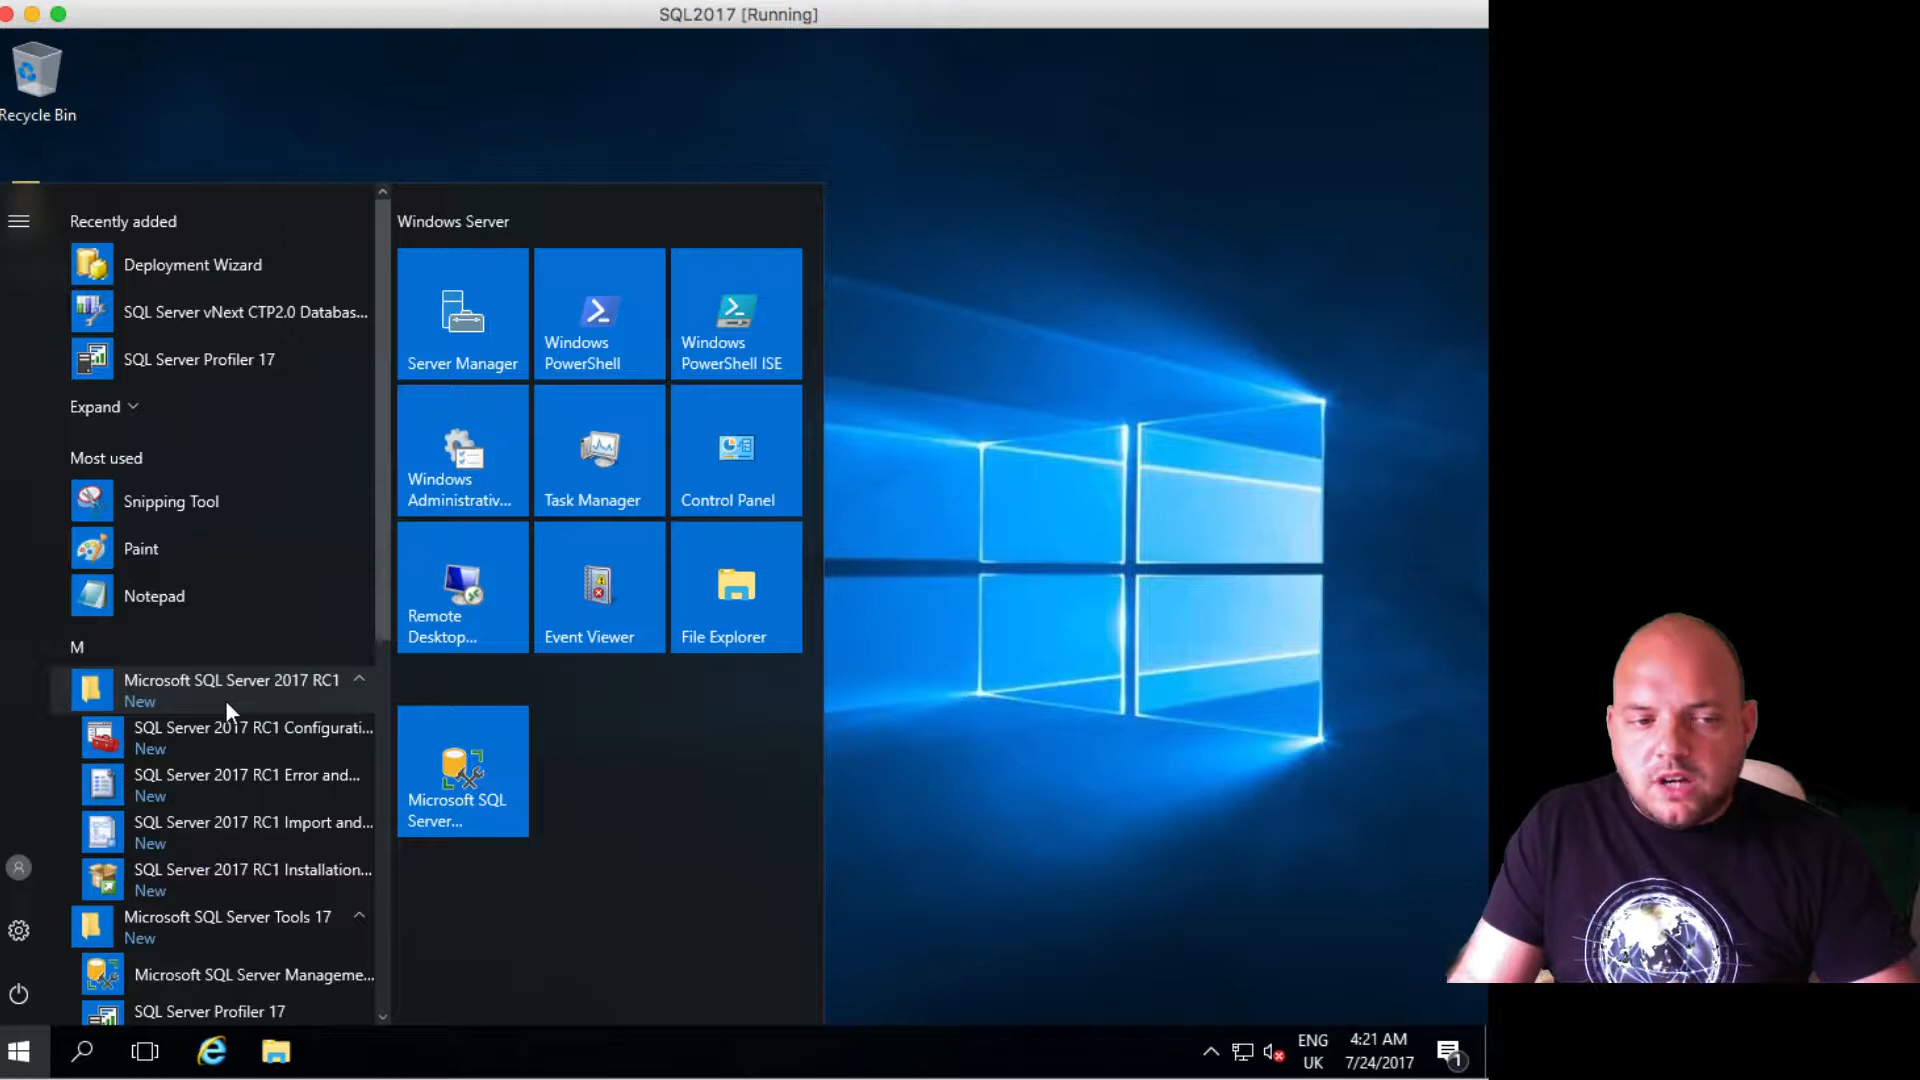 SQL2017 [Running]
Recycle Bin
Recently added
Deployment Wizard
SQL Server vNext CTP2.0 Databas...
SQL Server Profiler 17
Expand
Most used
Snipping Tool
Paint
Notepad
M
Microsoft SQL Server 2017 RC1
New
SQL Server 2017 RC1 Configurati...
New
SQL Server 2017 RC1 Error and...
New
SQL Server 2017 RC1 Import and...
New
SQL Server 2017 RC1 Installation...
New
Microsoft SQL Server Tools 17
New
Microsoft SQL Server Manageme...
SQL Server Profiler 17
Windows Server
Server Manager
Windows
PowerShell
Windows
PowerShell ISE
Windows
Administrativ...
Task Manager
Control Panel
Remote
Desktop...
Event Viewer
File Explorer
Microsoft SQL
Server...
ENG
UK
4:21 AM
7/24/2017
1